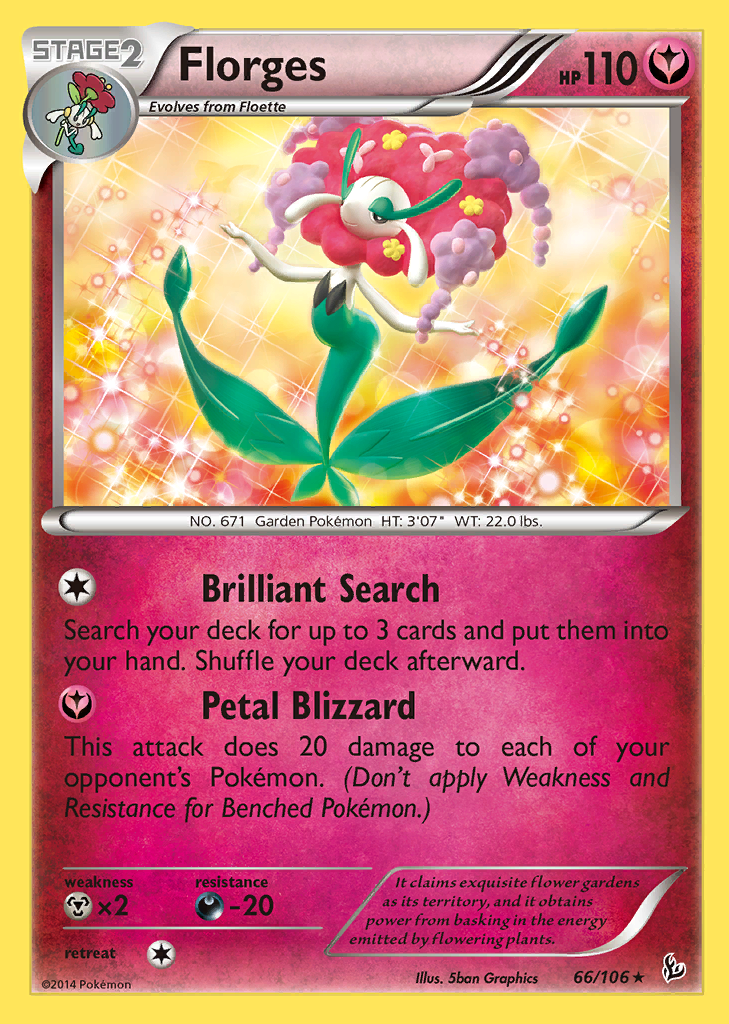 STAGE2
Florges
HP110
Evolves from Floette
NO. 671 Garden Pokémon HT: 3'07" WT: 22.0 lbs.
Brilliant Search
Search your deck for up to 3 cards and put them into
your hand. Shuffle your deck afterward.
Petal Blizzard
This attack does 20 damage to each of your
opponent's Pokémon. (Don't apply Weakness and
Resistance for Benched Pokémon.)
weakness
×2
resistance
-20
retreat
It claims exquisite flower gardens
as its territory, and it obtains
power from basking in the energy
emitted by flowering plants.
Illus. 5ban Graphics
66/106★
©2014 Pokémon